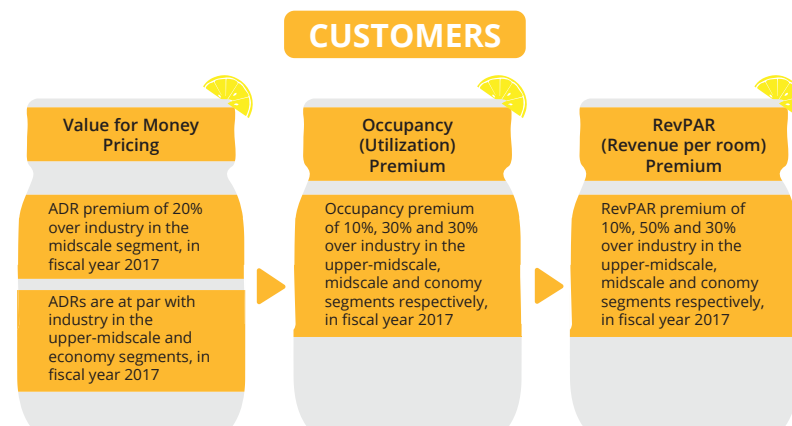 CUSTOMERS
Value for Money
Pricing
ADR premium of 20%
over industry in the
midscale segment, in
fiscal year 2017
ADRs are at par with
industry in the
upper-midscale and
economy segments, in
fiscal year 2017
Occupancy
(Utilization)
Premium
Occupancy premium
of 10%, 30% and 30%
over industry in the
upper-midscale,
midscale and conomy
segments respectively,
in fiscal year 2017
RevPAR
(Revenue per room)
Premium
RevPAR premium of
10%, 50% and 30%
over industry in the
upper-midscale,
midscale and conomy
segments respectively,
in fiscal year 2017